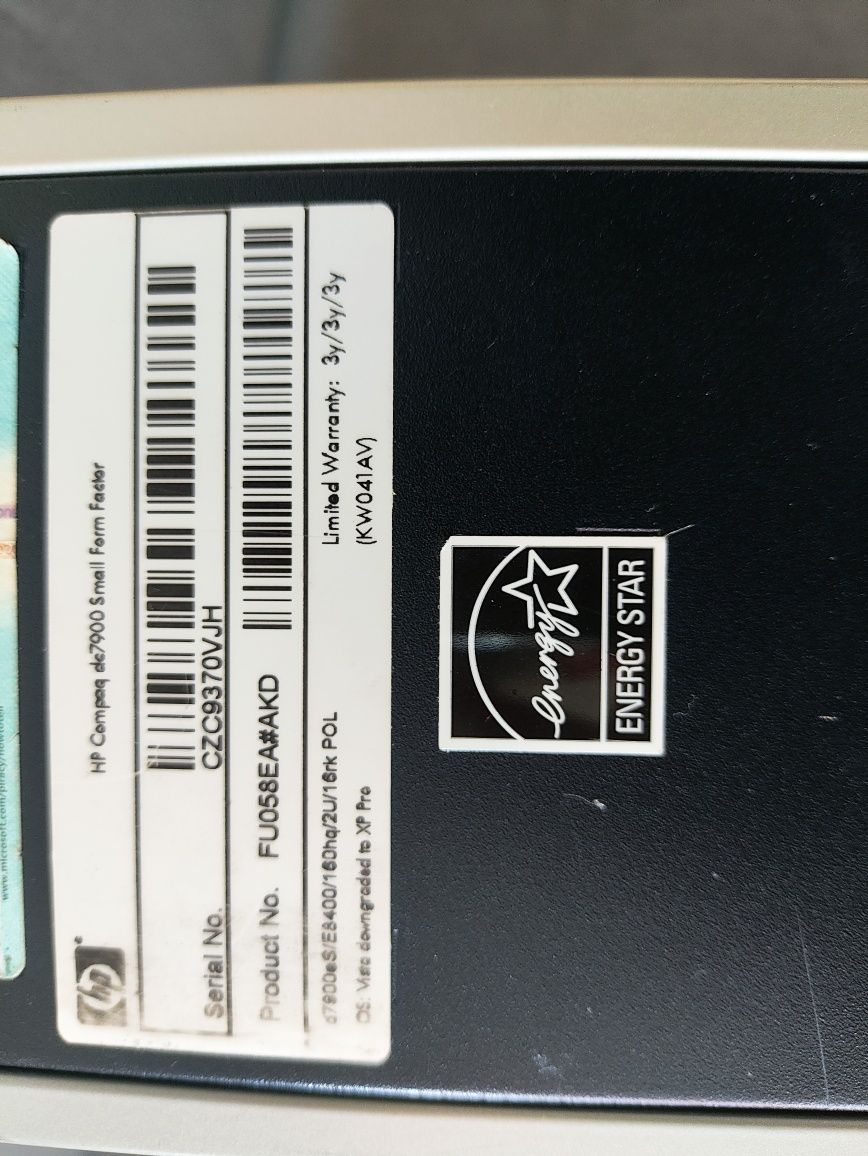 hp
HP Compaq dc7900 Small Form Factor
Serial No.
CZC9370VJH
Product No. FU058EA#AKD
d7900eS/E8400/160hq/2U/16rk POL
OS: Vista downgraded to XP Pro
Limited Warranty: 3y/3y/3y
(KW041AV)
energy
ENERGY STAR